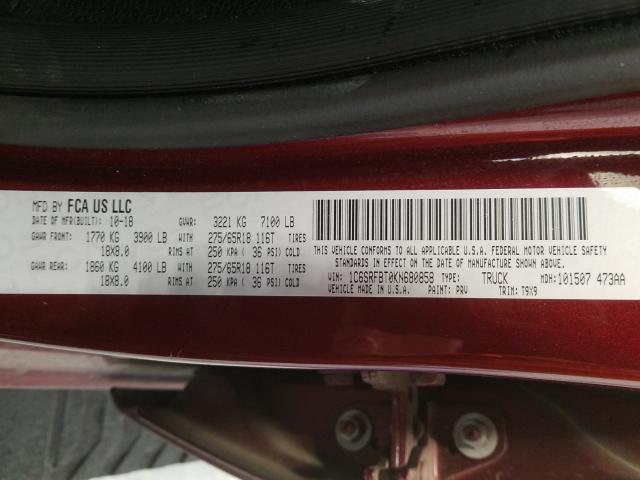 MFD BY FCA US LLC
DATE OF MFR(BUILT): 10-18 GVWR: 3221 KG 7100 LB
GAWR FRONT: 1770 KG 3900 LB WITH 275/65R18 116T TIRES
18X8.0 RIMS AT 250 KPA ( 36 PSI) COLD
GAWR REAR: 1860 KG 4100 LB WITH 275/65R18 116T TIRES
18X8.0 RIMS AT 250 KPA ( 36 PSI) COLD
THIS VEHICLE CONFORMS TO ALL APPLICABLE U.S.A. FEDERAL MOTOR VEHICLE SAFETY
STANDARDS IN EFFECT ON THE DATE OF MANUFACTURE SHOWN ABOVE.
VIN: 1C6SRFBT0KN680858 TYPE: TRUCK MDH: 101507 473AA
VEHICLE MADE IN U.S.A. PAINT: PRV TRIM: T9X9